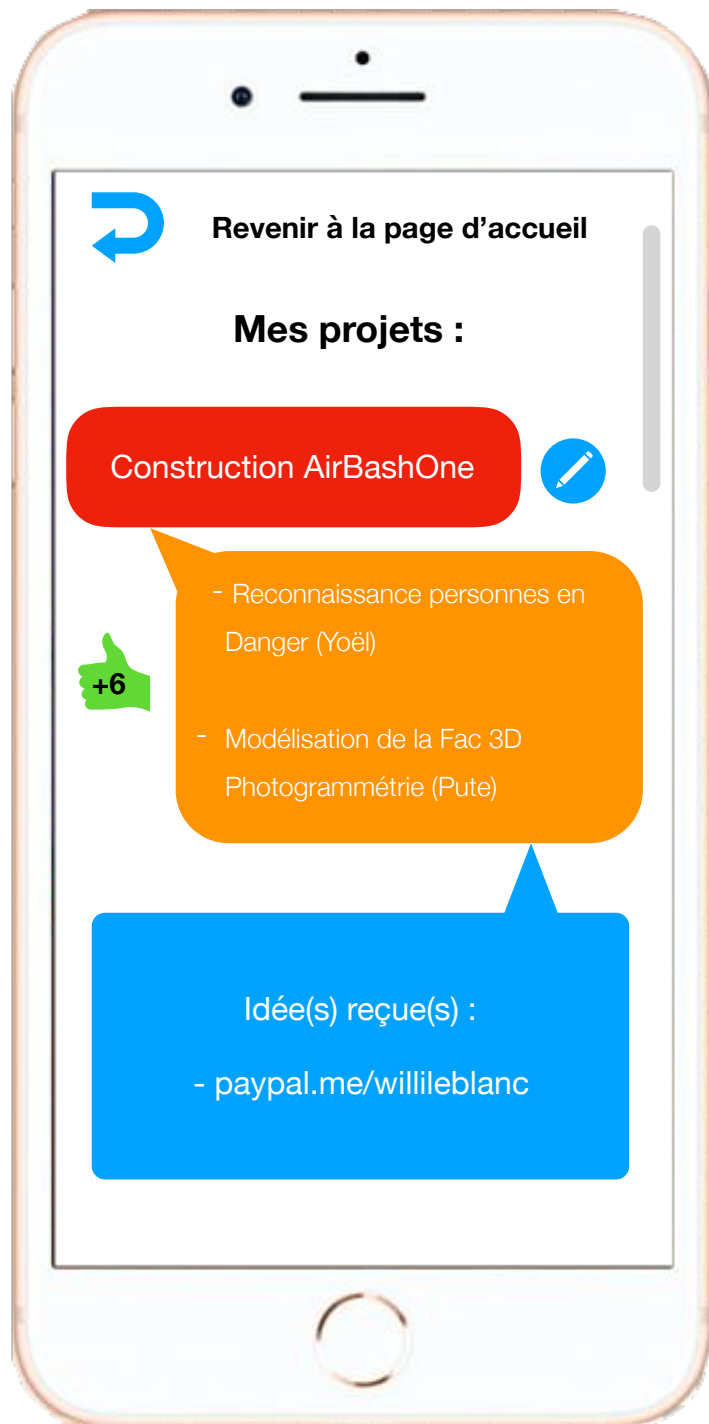 Revenir à la page d’accueil
Mes projets :
Construction AirBashOne
- Reconnaissance personnes en
Danger (Yoël)
+6
- Modélisation de la Fac 3D
Photogrammétrie (Pute)
Idée(s) reçue(s) :
- paypal.me/willileblanc